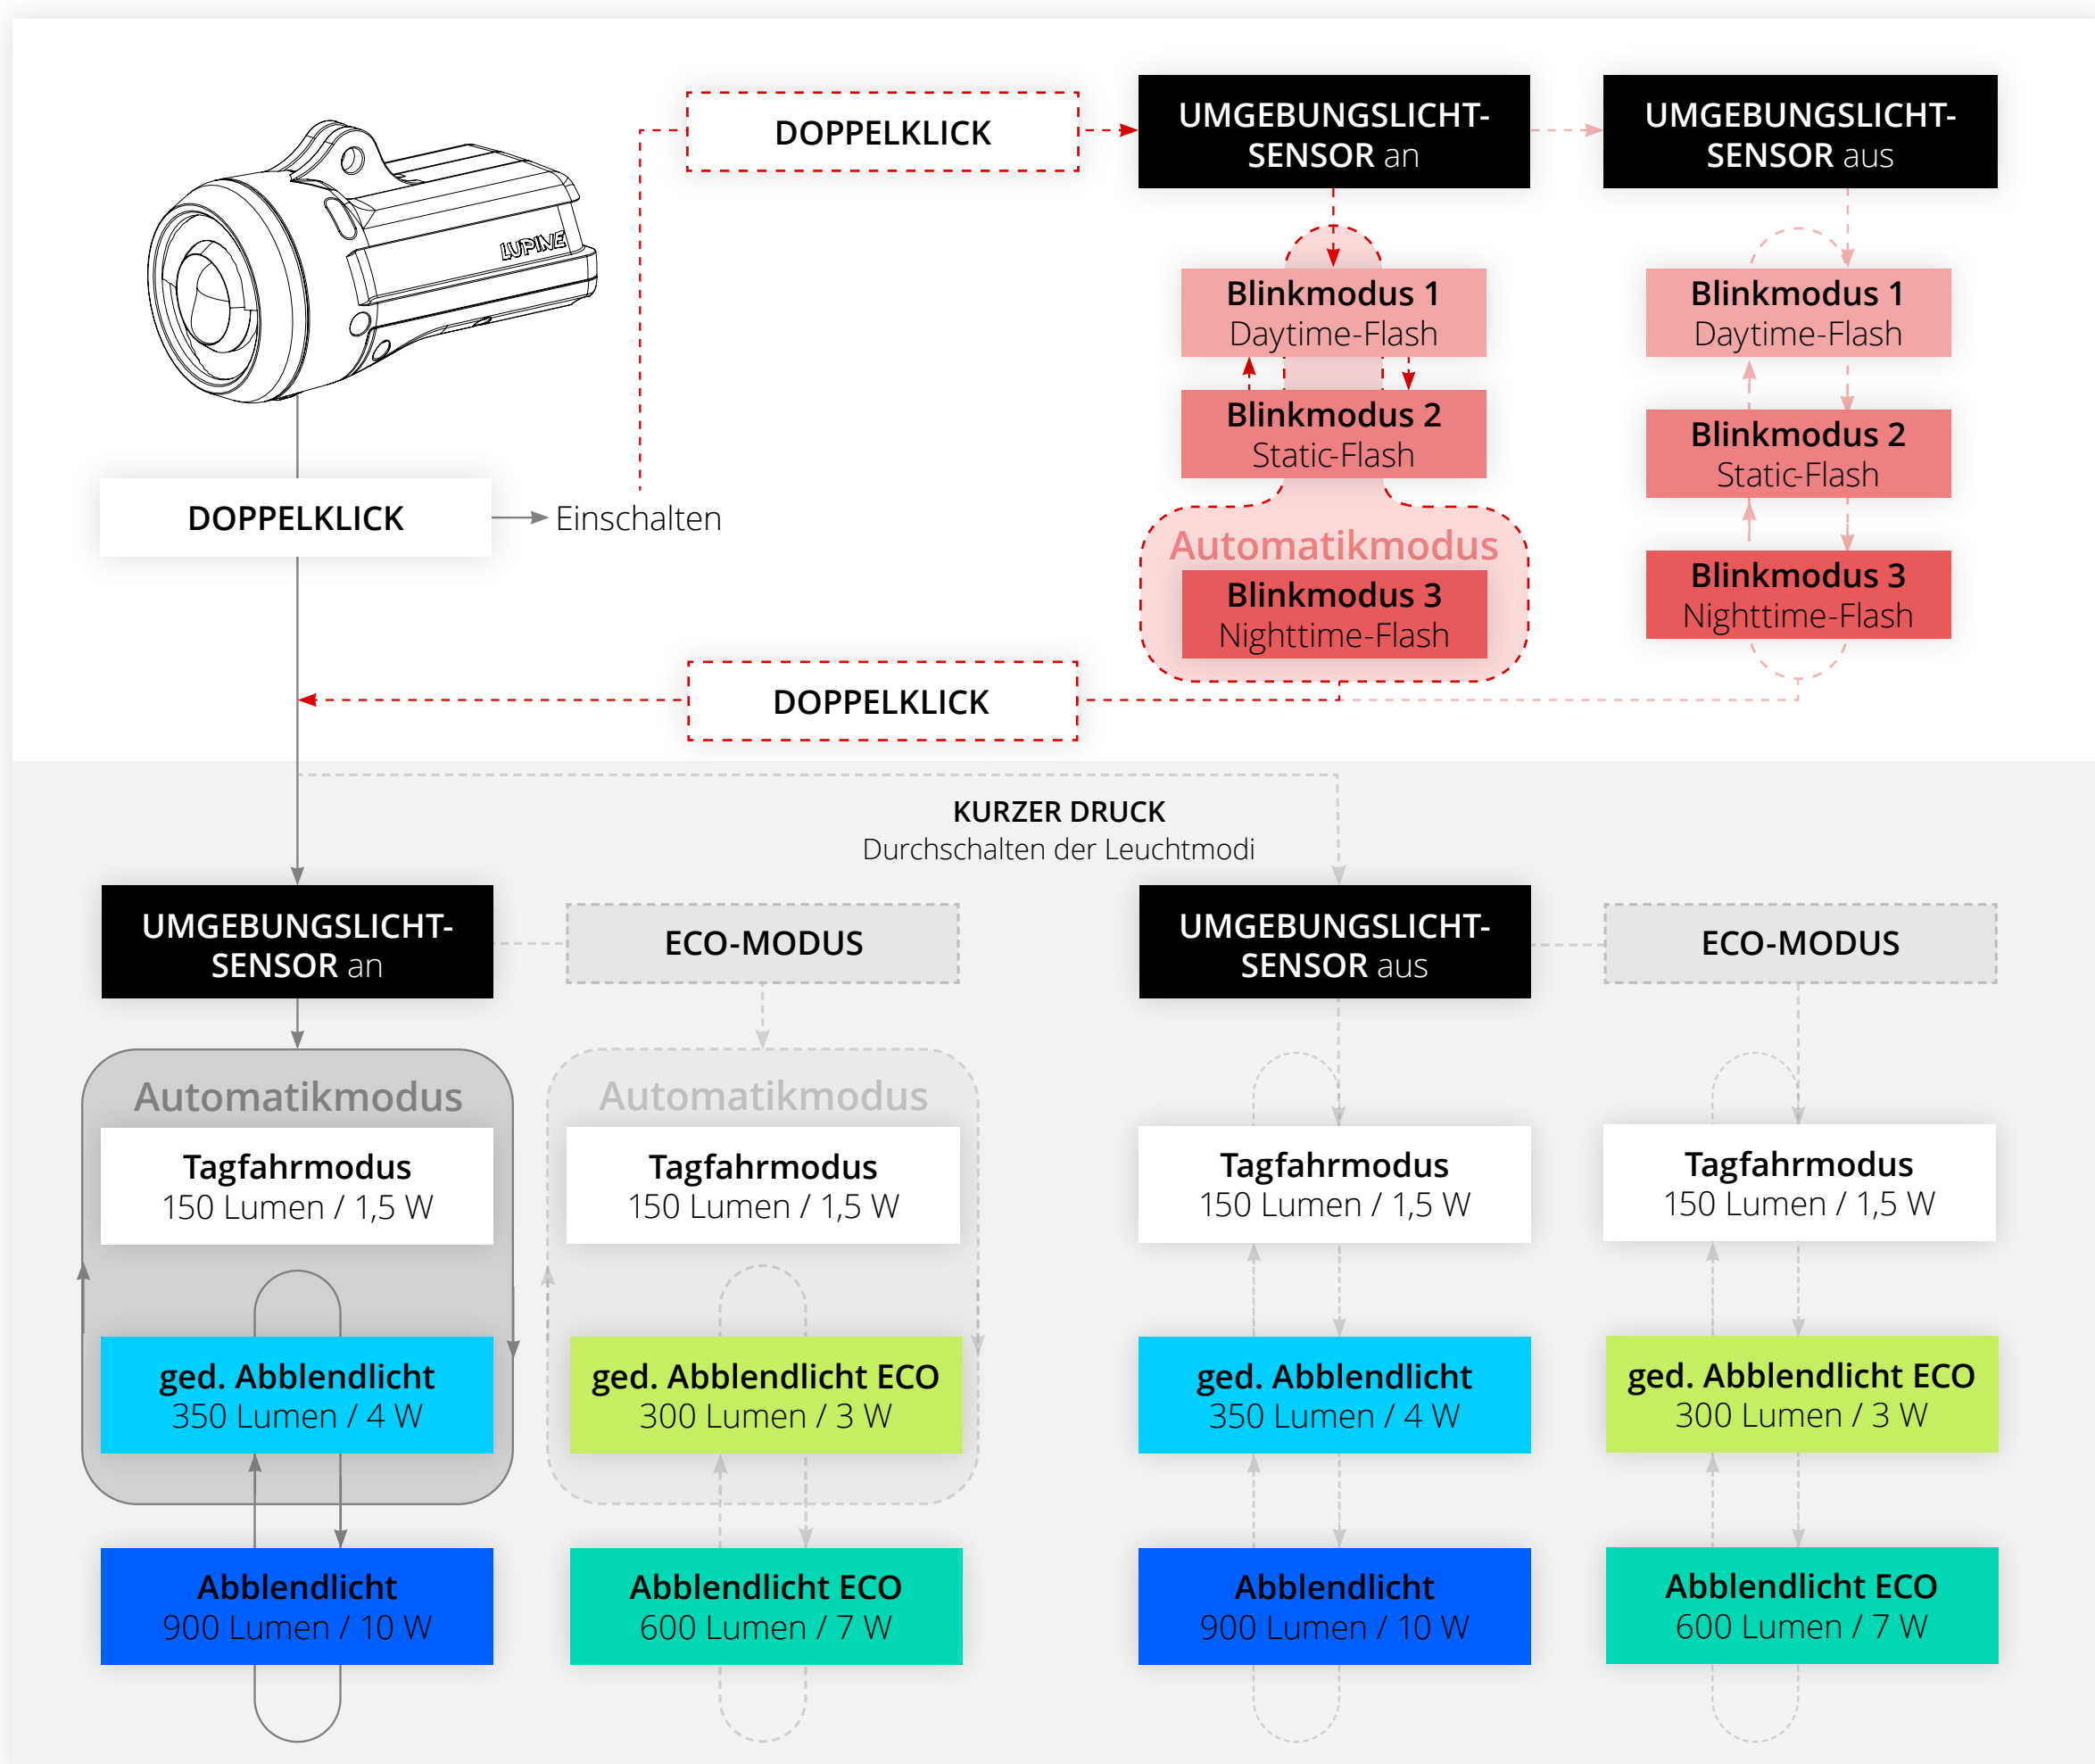 DOPPELKLICK
UMGEBUNGSLICHT-
SENSOR an
UMGEBUNGSLICHT-
SENSOR aus
LUPINE
Blinkmodus 1
Daytime-Flash
Blinkmodus 2
Static-Flash
Automatikmodus
Blinkmodus 3
Nighttime-Flash
Blinkmodus 1
Daytime-Flash
Blinkmodus 2
Static-Flash
Blinkmodus 3
Nighttime-Flash
DOPPELKLICK
Einschalten
DOPPELKLICK
KURZER DRUCK
Durchschalten der Leuchtmodi
UMGEBUNGSLICHT-
SENSOR an
ECO-MODUS
UMGEBUNGSLICHT-
SENSOR aus
ECO-MODUS
Automatikmodus
Tagfahrmodus
150 Lumen / 1,5 W
ged. Abblendlicht
350 Lumen / 4 W
Abblendlicht
900 Lumen / 10 W
Automatikmodus
Tagfahrmodus
150 Lumen / 1,5 W
ged. Abblendlicht ECO
300 Lumen / 3 W
Abblendlicht ECO
600 Lumen / 7 W
Tagfahrmodus
150 Lumen / 1,5 W
ged. Abblendlicht
350 Lumen / 4 W
Abblendlicht
900 Lumen / 10 W
Tagfahrmodus
150 Lumen / 1,5 W
ged. Abblendlicht ECO
300 Lumen / 3 W
Abblendlicht ECO
600 Lumen / 7 W